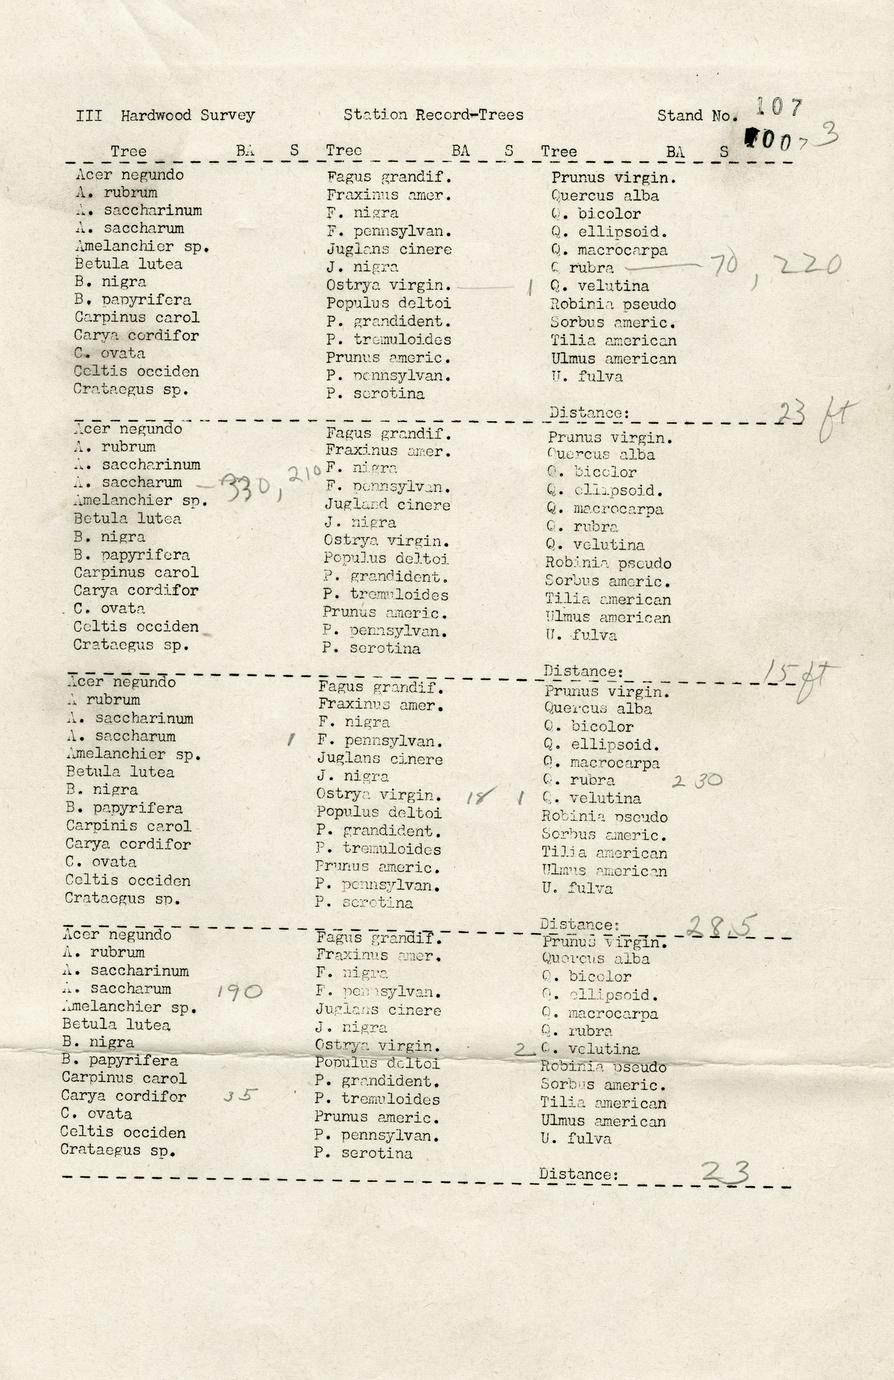 III Hardwood Survey Station Record-Trees Stand No. 107
1007 3
Tree BA S Tree BA S Tree BA S
Acer negundo Fagus grandif. Prunus virgin.
A. rubrum Fraxinus amer. Quercus alba
A. saccharinum F. nigra Q. bicolor
A. saccharum F. pennsylvan. Q. ellipsoid.
Amelanchier sp. Juglans cinere Q. macrocarpa
Betula lutea J. nigra Q rubra 70, 220
B. nigra Ostrya virgin. 1 Q. velutina
B. papyrifera Populus deltoi Robinia pseudo
Carpinus carol P. grandident. Sorbus americ.
Carya cordifor P. tremuloides Tilia american
C. ovata Prunus americ. Ulmus american
Celtis occiden P. pennsylvan. U. fulva
Crataegus sp. P. serotina
Distance: 23 ft
Acer negundo Fagus grandif. Prunus virgin.
A. rubrum Fraxinus amer. Quercus alba
A. saccharinum F. nigra Q. bicolor
A. saccharum 330, 210 F. pennsylvan. Q. ellipsoid.
Amelanchier sp. Jugland cinere Q. macrocarpa
Betula lutea J. nigra Q. rubra
B. nigra Ostrya virgin. Q. velutina
B. papyrifera Populus deltoi Robinia pseudo
Carpinus carol P. grandident. Sorbus americ.
Carya cordifor P. tremuloides Tilia american
C. ovata Prunus americ. Ulmus american
Celtis occiden P. pennsylvan. U. fulva
Crataegus sp. P. serotina
Distance: 15 ft
Acer negundo Fagus grandif. Prunus virgin.
A rubrum Fraxinus amer. Quercus alba
A. saccharinum F. nigra Q. bicolor
A. saccharum 1 F. pennsylvan. Q. ellipsoid.
Amelanchier sp. Juglans cinere Q. macrocarpa
Betula lutea J. nigra Q. rubra 230
B. nigra Ostrya virgin. 18 1 Q. velutina
B. papyrifera Populus deltoi Robinia pseudo
Carpinis carol P. grandident. Sorbus americ.
Carya cordifor P. tremuloides Tilia american
C. ovata Prunus americ. Ulmus american
Celtis occiden P. pennsylvan. U. fulva
Crataegus sp. P. serotina
Distance: 28.5
Acer negundo Fagus grandif. Prunus virgin.
A. rubrum Fraxinus amer. Quercus alba
A. saccharinum F. nigra Q. bicolor
A. saccharum 190 F. pennsylvan. Q. ellipsoid.
Amelanchier sp. Juglans cinere Q. macrocarpa
Betula lutea J. nigra Q. rubra
B. nigra Ostrya virgin. 2 Q. velutina
B. papyrifera Populus deltoi Robinia pseudo
Carpinus carol P. grandident. Sorbus americ.
Carya cordifor 35 P. tremuloides Tilia american
C. ovata Prunus americ. Ulmus american
Celtis occiden P. pennsylvan. U. fulva
Crataegus sp. P. serotina
Distance: 23